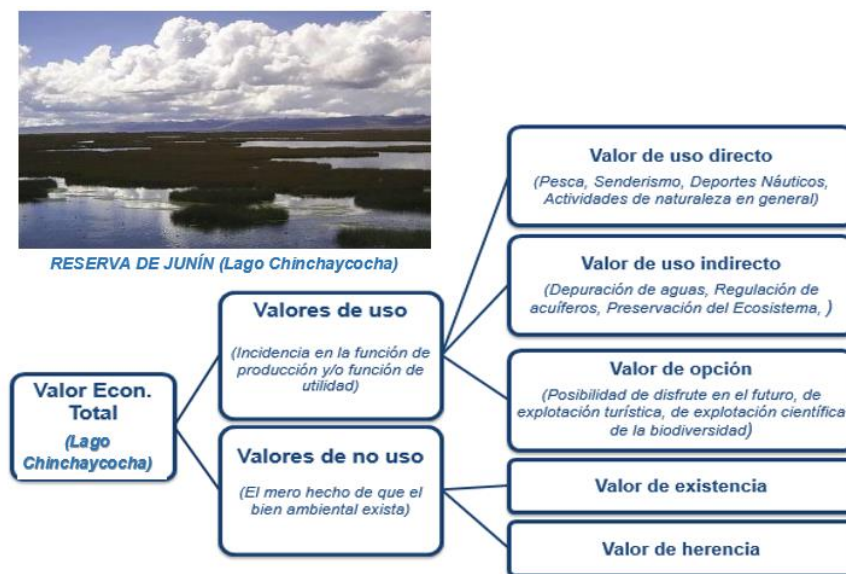 RESERVA DE JUNÍN (Lago Chinchaycocha)
Valor Econ.
Total
(Lago
Chinchaycocha)
Valores de uso
(Incidencia en la función de
producción y/o función de
utilidad)
Valores de no uso
(El mero hecho de que el
bien ambiental exista)
Valor de uso directo
(Pesca, Senderismo, Deportes Náuticos,
Actividades de naturaleza en general)
Valor de uso indirecto
(Depuración de aguas, Regulación de
acuíferos, Preservación del Ecosistema, )
Valor de opción
(Posibilidad de disfrute en el futuro, de
explotación turística, de explotación científica
de la biodiversidad)
Valor de existencia
Valor de herencia